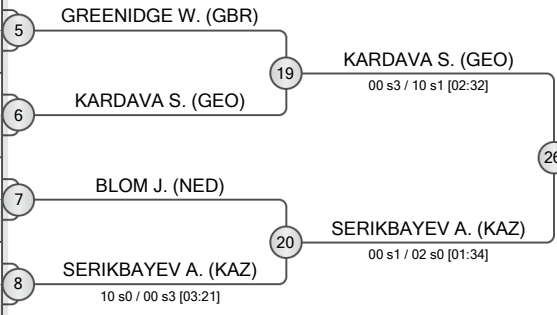 GREENIDGE W. (GBR)
5
19
KARDAVA S. (GEO)
00 s3 / 10 s1 [02:32]
KARDAVA S. (GEO)
6
26
BLOM J. (NED)
7
20
SERIKBAYEV A. (KAZ)
00 s1 / 02 s0 [01:34]
SERIKBAYEV A. (KAZ)
8
10 s0 / 00 s3 [03:21]